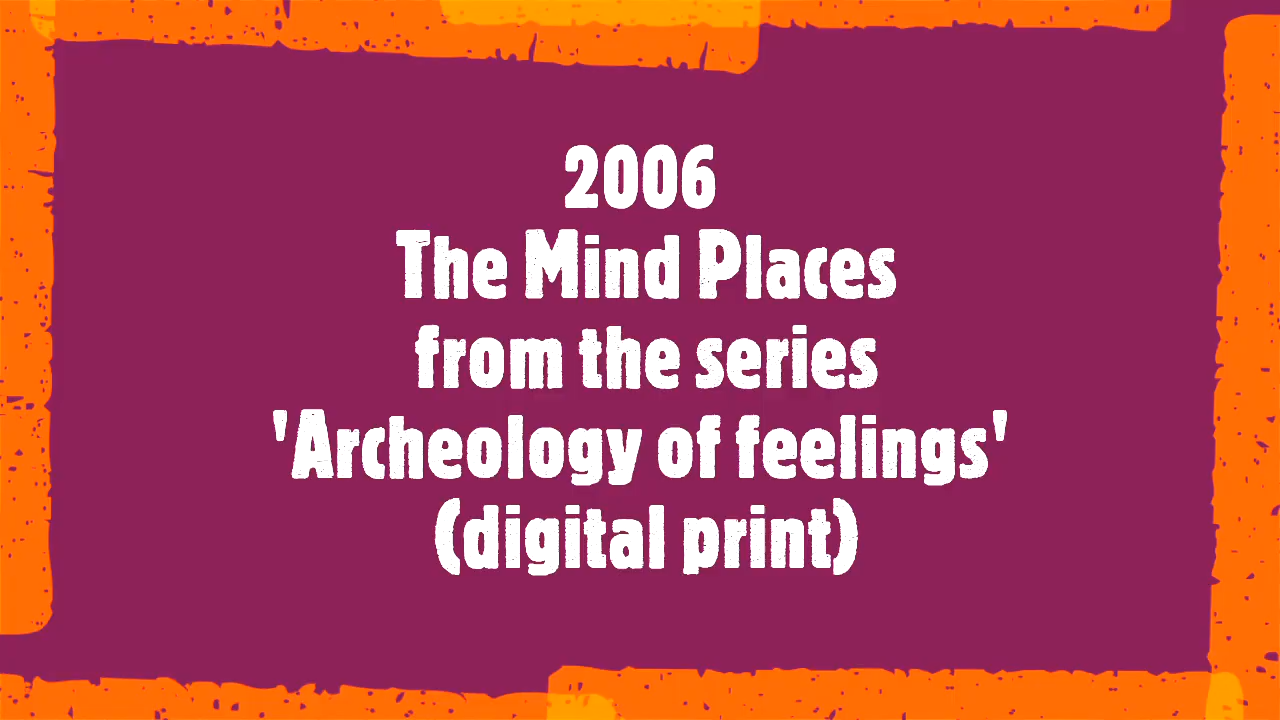 2006
The Mind Places
from the series
'Archeology of feelings'
(digital print)